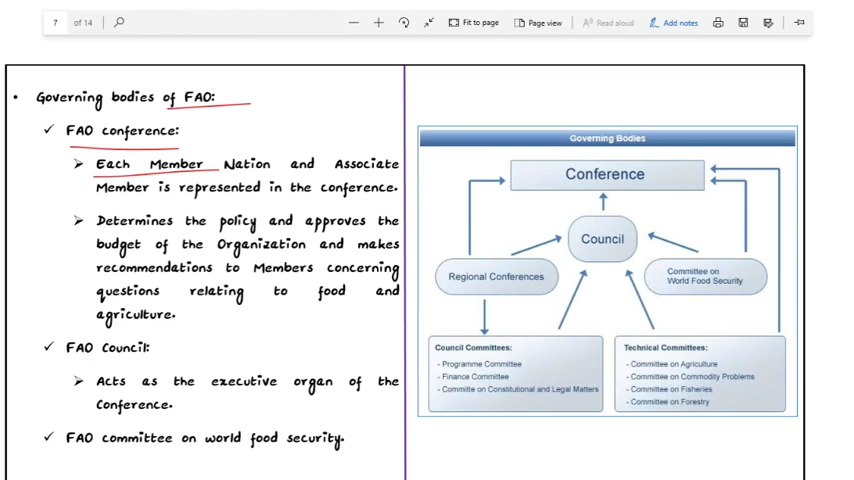 7 of 14
Fit to page
Page view
Read aloud
Add notes
• Governing bodies of FAO:
✓ FAO conference:
➢ Each Member Nation and Associate
Member is represented in the conference.
➢ Determines the policy and approves the
budget of the Organization and makes
recommendations to Members concerning
questions relating to food and
agriculture.
✓ FAO Council:
➢ Acts as the executive organ of the
Conference.
✓ FAO committee on world food security.
Governing Bodies
Conference
Council
Regional Conferences
Committee on
World Food Security
Council Committees:
- Programme Committee
- Finance Committee
- Committe on Constitutional and Legal Matters
Technical Committees:
- Committee on Agriculture
- Committee on Commodity Problems
- Committee on Fisheries
- Committee on Forestry